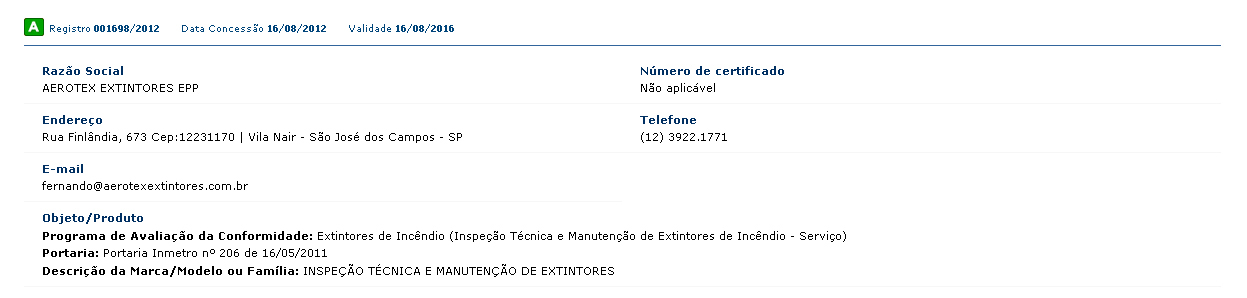 A Registro 001698/2012 Data Concessão 16/08/2012 Validade 16/08/2016
Razão Social
AEROTEX EXTINTORES EPP
Número de certificado
Não aplicável
Endereço
Rua Finlândia, 673 Cep:12231170 | Vila Nair - São José dos Campos - SP
Telefone
(12) 3922.1771
E-mail
fernando@aerotexextintores.com.br
Objeto/Produto
Programa de Avaliação da Conformidade: Extintores de Incêndio (Inspeção Técnica e Manutenção de Extintores de Incêndio - Serviço)
Portaria: Portaria Inmetro nº 206 de 16/05/2011
Descrição da Marca/Modelo ou Família: INSPEÇÃO TÉCNICA E MANUTENÇÃO DE EXTINTORES